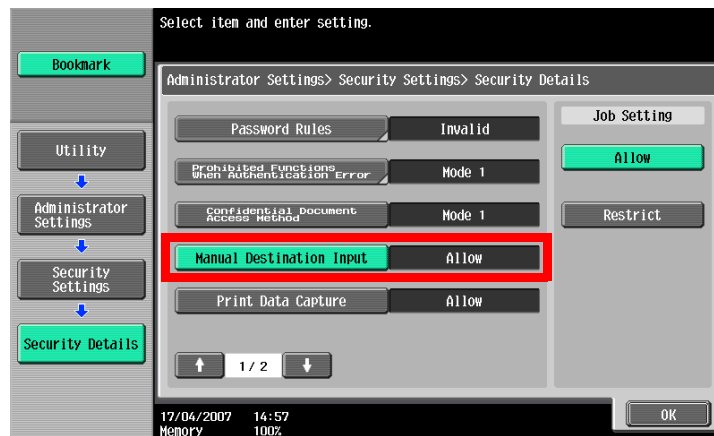 Select item and enter setting.
Bookmark
Administrator Settings> Security Settings> Security Details
Password Rules
Invalid
Prohibited Functions
When Authentication Error
Mode 1
Confidential Document
Access Method
Mode 1
Manual Destination Input
Allow
Print Data Capture
Allow
1/ 2
Job Setting
Allow
Restrict
Utility
Administrator
Settings
Security
Settings
Security Details
17/04/2007 14:57
Memory 100%
OK